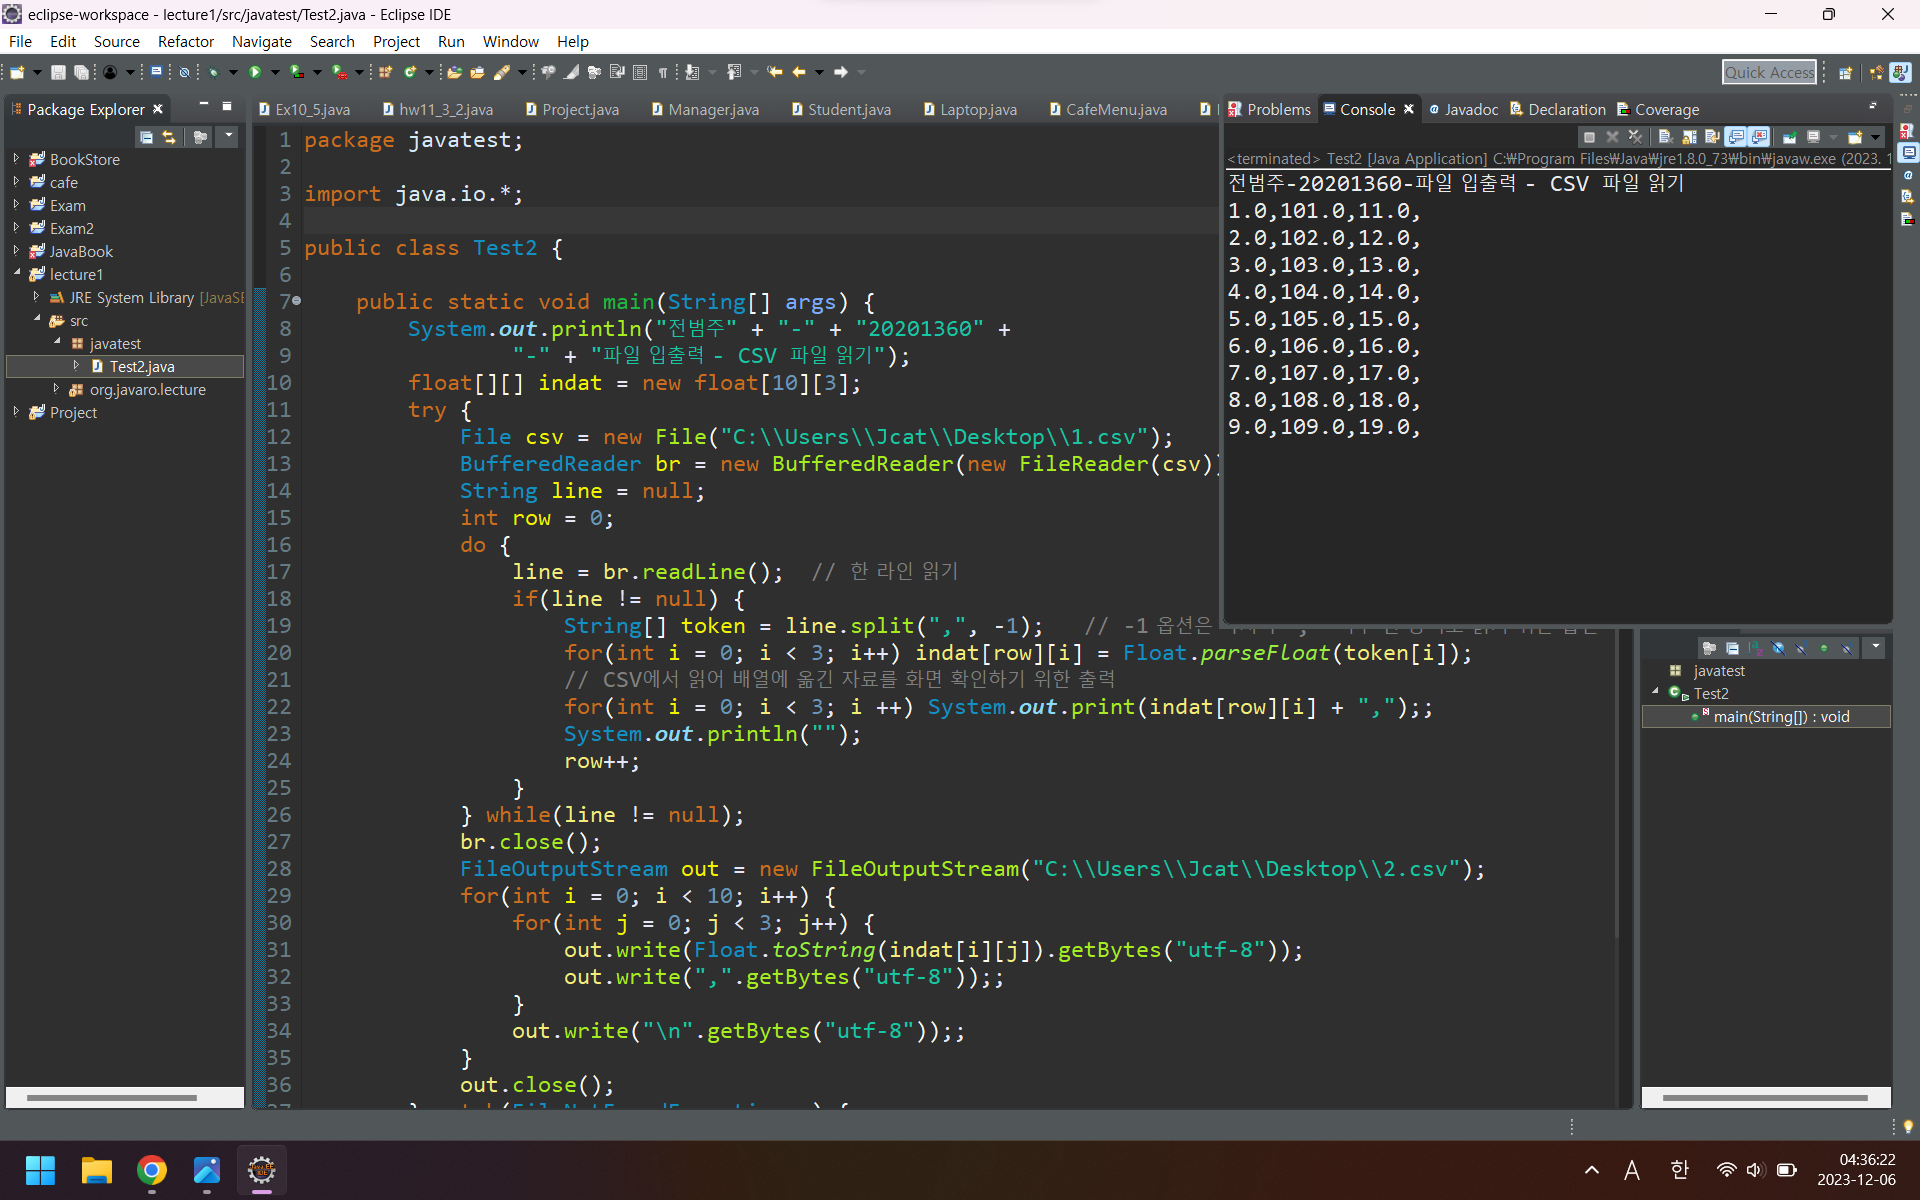 eclipse-workspace - lecture1/src/javatest/Test2.java - Eclipse IDE
File Edit Source Refactor Navigate Search Project Run Window Help
Quick Access
Package Explorer
BookStore
cafe
Exam
Exam2
JavaBook
lecture1
JRE System Library [JavaSE
src
javatest
Test2.java
org.javaro.lecture
Project
Ex10_5.java hw11_3_2.java Project.java Manager.java Student.java Laptop.java CafeMenu.java
1 package javatest;
2
3 import java.io.*;
4
5 public class Test2 {
6
7 public static void main(String[] args) {
8 System.out.println("전범주" + "-" + "20201360" +
9 "-" + "파일 입출력 - CSV 파일 읽기");
10 float[][] indat = new float[10][3];
11 try {
12 File csv = new File("C:\\Users\\Jcat\\Desktop\\1.csv");
13 BufferedReader br = new BufferedReader(new FileReader(csv))
14 String line = null;
15 int row = 0;
16 do {
17 line = br.readLine(); // 한 라인 읽기
18 if(line != null) {
19 String[] token = line.split(",", -1); // -1 옵션은
20 for(int i = 0; i < 3; i++) indat[row][i] = Float.parseFloat(token[i]);
21 // CSV에서 읽어 배열에 옮긴 자료를 화면 확인하기 위한 출력
22 for(int i = 0; i < 3; i ++) System.out.print(indat[row][i] + ",");;
23 System.out.println("");
24 row++;
25 }
26 } while(line != null);
27 br.close();
28 FileOutputStream out = new FileOutputStream("C:\\Users\\Jcat\\Desktop\\2.csv");
29 for(int i = 0; i < 10; i++) {
30 for(int j = 0; j < 3; j++) {
31 out.write(Float.toString(indat[i][j]).getBytes("utf-8"));
32 out.write(",".getBytes("utf-8"));;
33 }
34 out.write("\n".getBytes("utf-8"));;
35 }
36 out.close();
Problems Console Javadoc Declaration Coverage
<terminated> Test2 [Java Application] C:₩Program Files₩Java₩jre1.8.0_73₩bin₩javaw.exe (2023. 1
전범주-20201360-파일 입출력 - CSV 파일 읽기
1.0,101.0,11.0,
2.0,102.0,12.0,
3.0,103.0,13.0,
4.0,104.0,14.0,
5.0,105.0,15.0,
6.0,106.0,16.0,
7.0,107.0,17.0,
8.0,108.0,18.0,
9.0,109.0,19.0,
javatest
Test2
main(String[]) : void
A 한
04:36:22
2023-12-06